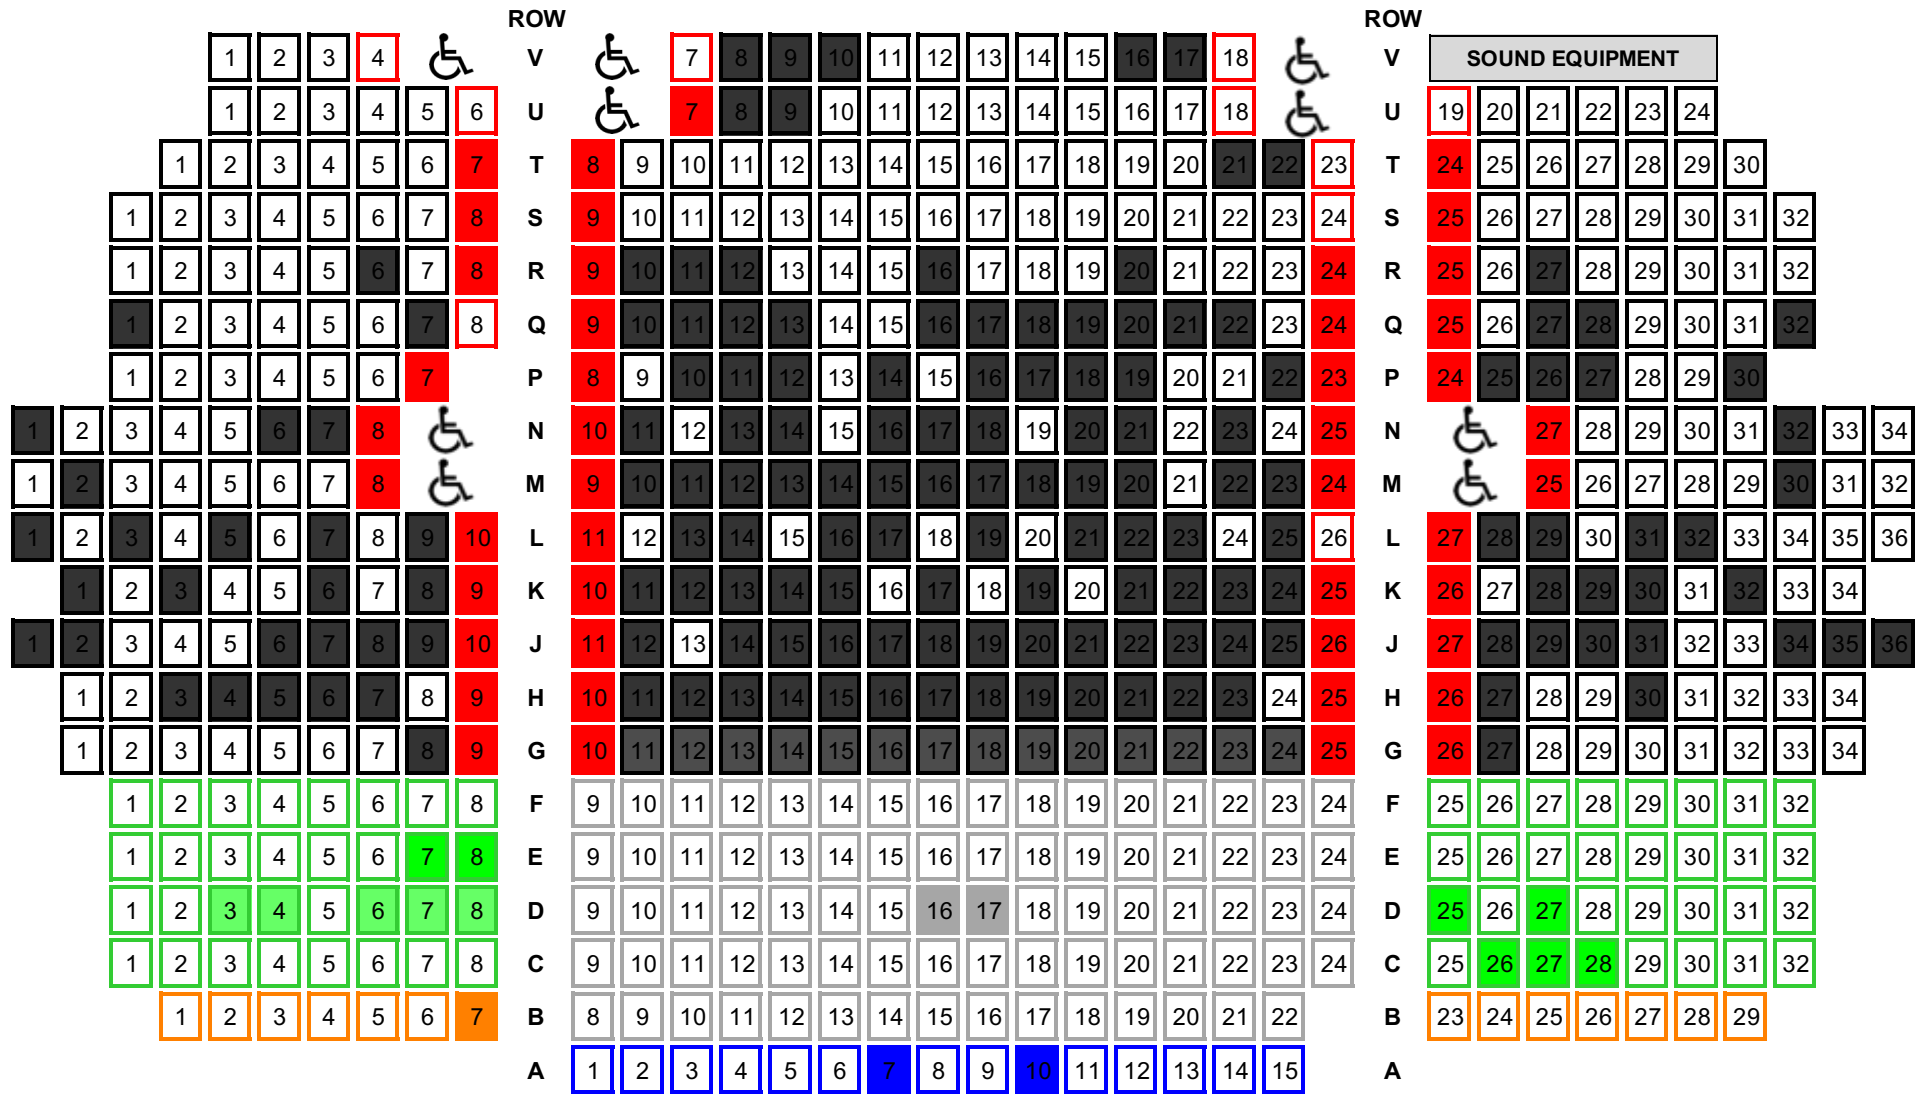 ROW ROW
1 2 3 4 V 7 8 9 10 11 12 13 14 15 16 17 18 V SOUND EQUIPMENT
1 2 3 4 5 6 U 7 8 9 10 11 12 13 14 15 16 17 18 U 19 20 21 22 23 24
1 2 3 4 5 6 7 T 8 9 10 11 12 13 14 15 16 17 18 19 20 21 22 23 T 24 25 26 27 28 29 30
1 2 3 4 5 6 7 8 S 9 10 11 12 13 14 15 16 17 18 19 20 21 22 23 24 S 25 26 27 28 29 30 31 32
1 2 3 4 5 6 7 8 R 9 10 11 12 13 14 15 16 17 18 19 20 21 22 23 24 R 25 26 27 28 29 30 31 32
1 2 3 4 5 6 7 8 Q 9 10 11 12 13 14 15 16 17 18 19 20 21 22 23 24 Q 25 26 27 28 29 30 31 32
1 2 3 4 5 6 7 P 8 9 10 11 12 13 14 15 16 17 18 19 20 21 22 23 P 24 25 26 27 28 29 30
1 2 3 4 5 6 7 8 N 10 11 12 13 14 15 16 17 18 19 20 21 22 23 24 25 N 27 28 29 30 31 32 33 34
1 2 3 4 5 6 7 8 M 9 10 11 12 13 14 15 16 17 18 19 20 21 22 23 24 M 25 26 27 28 29 30 31 32
1 2 3 4 5 6 7 8 9 10 L 11 12 13 14 15 16 17 18 19 20 21 22 23 24 25 26 L 27 28 29 30 31 32 33 34 35 36
1 2 3 4 5 6 7 8 9 K 10 11 12 13 14 15 16 17 18 19 20 21 22 23 24 25 K 26 27 28 29 30 31 32 33 34
1 2 3 4 5 6 7 8 9 10 J 11 12 13 14 15 16 17 18 19 20 21 22 23 24 25 26 J 27 28 29 30 31 32 33 34 35 36
1 2 3 4 5 6 7 8 9 H 10 11 12 13 14 15 16 17 18 19 20 21 22 23 24 25 H 26 27 28 29 30 31 32 33 34
1 2 3 4 5 6 7 8 9 G 10 11 12 13 14 15 16 17 18 19 20 21 22 23 24 25 G 26 27 28 29 30 31 32 33 34
1 2 3 4 5 6 7 8 F 9 10 11 12 13 14 15 16 17 18 19 20 21 22 23 24 F 25 26 27 28 29 30 31 32
1 2 3 4 5 6 7 8 E 9 10 11 12 13 14 15 16 17 18 19 20 21 22 23 24 E 25 26 27 28 29 30 31 32
1 2 3 4 5 6 7 8 D 9 10 11 12 13 14 15 16 17 18 19 20 21 22 23 24 D 25 26 27 28 29 30 31 32
1 2 3 4 5 6 7 8 C 9 10 11 12 13 14 15 16 17 18 19 20 21 22 23 24 C 25 26 27 28 29 30 31 32
1 2 3 4 5 6 7 B 8 9 10 11 12 13 14 15 16 17 18 19 20 21 22 B 23 24 25 26 27 28 29
A 1 2 3 4 5 6 7 8 9 10 11 12 13 14 15 A